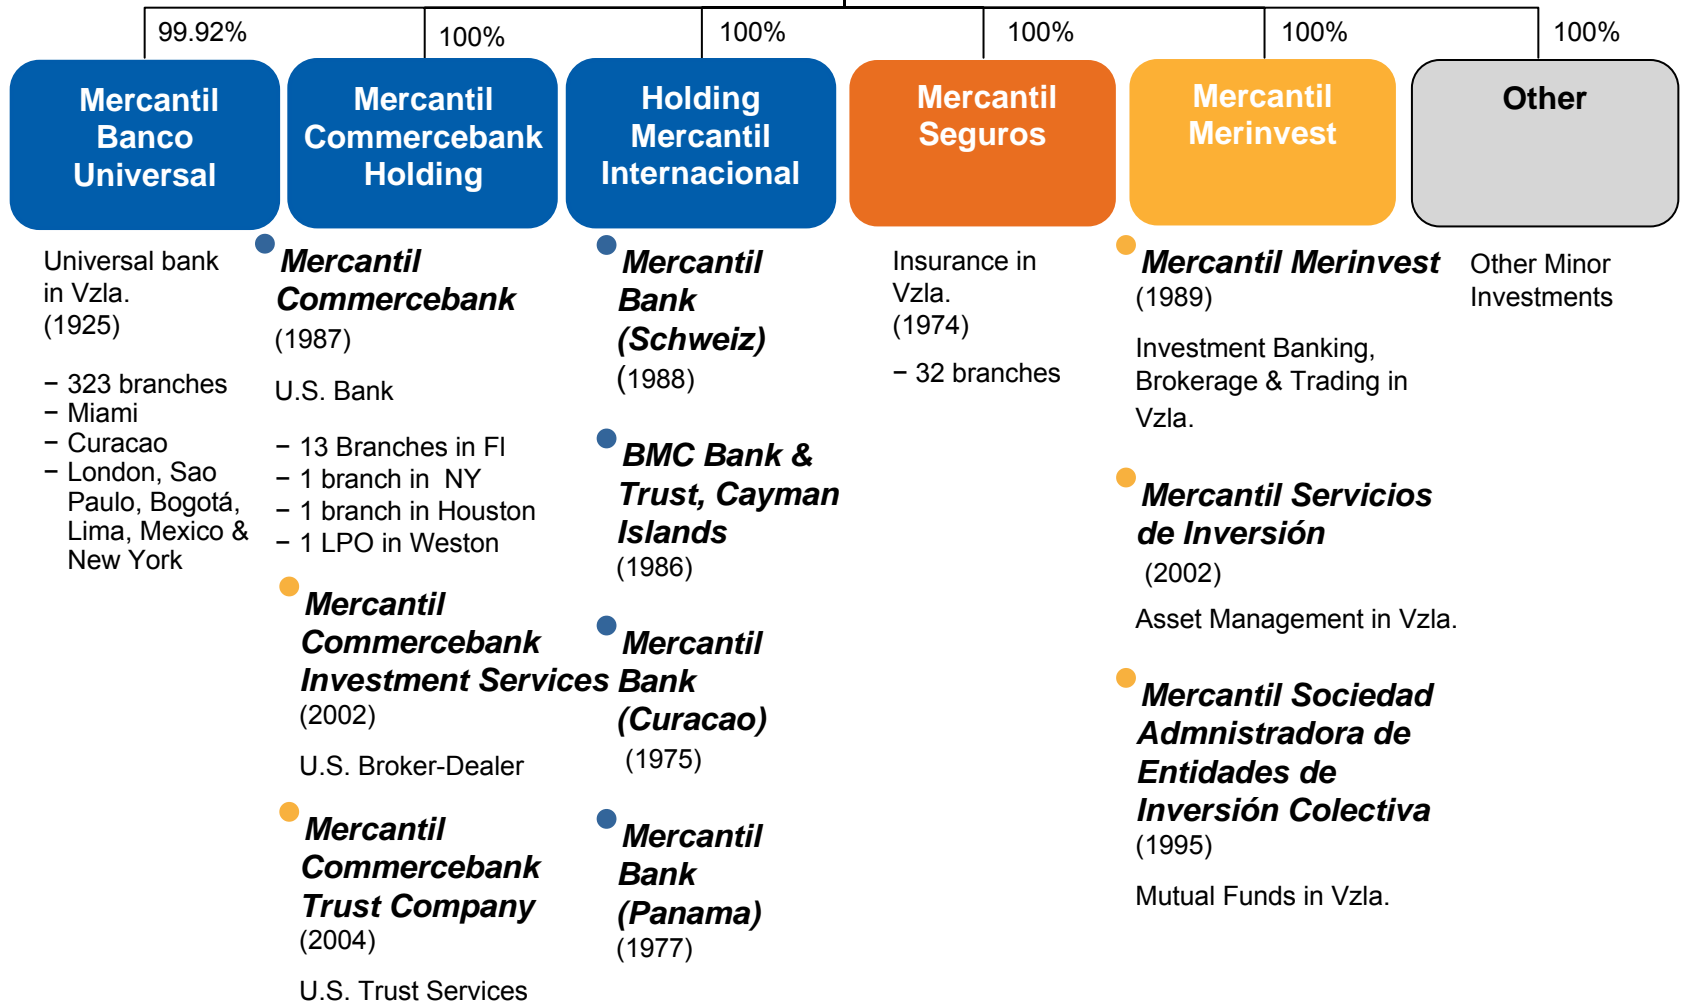 99.92%
100%
100%
100%
100%
100%
Mercantil
Banco
Universal
Mercantil
Commercebank
Holding
Holding
Mercantil
Internacional
Mercantil
Seguros
Mercantil
Merinvest
Other
Universal bank
in Vzla.
(1925)
− 323 branches
− Miami
− Curacao
− London, Sao
Paulo, Bogotá,
Lima, Mexico &
New York
Mercantil
Commercebank
(1987)
U.S. Bank
− 13 Branches in Fl
− 1 branch in NY
− 1 branch in Houston
− 1 LPO in Weston
Mercantil
Commercebank
Investment Services
(2002)
U.S. Broker-Dealer
Mercantil
Commercebank
Trust Company
(2004)
U.S. Trust Services
Mercantil
Bank
(Schweiz)
(1988)
BMC Bank &
Trust, Cayman
Islands
(1986)
Mercantil
Bank
(Curacao)
(1975)
Mercantil
Bank
(Panama)
(1977)
Insurance in
Vzla.
(1974)
− 32 branches
Mercantil Merinvest
(1989)
Investment Banking,
Brokerage & Trading in
Vzla.
Mercantil Servicios
de Inversión
(2002)
Asset Management in Vzla.
Mercantil Sociedad
Admnistradora de
Entidades de
Inversión Colectiva
(1995)
Mutual Funds in Vzla.
Other Minor
Investments